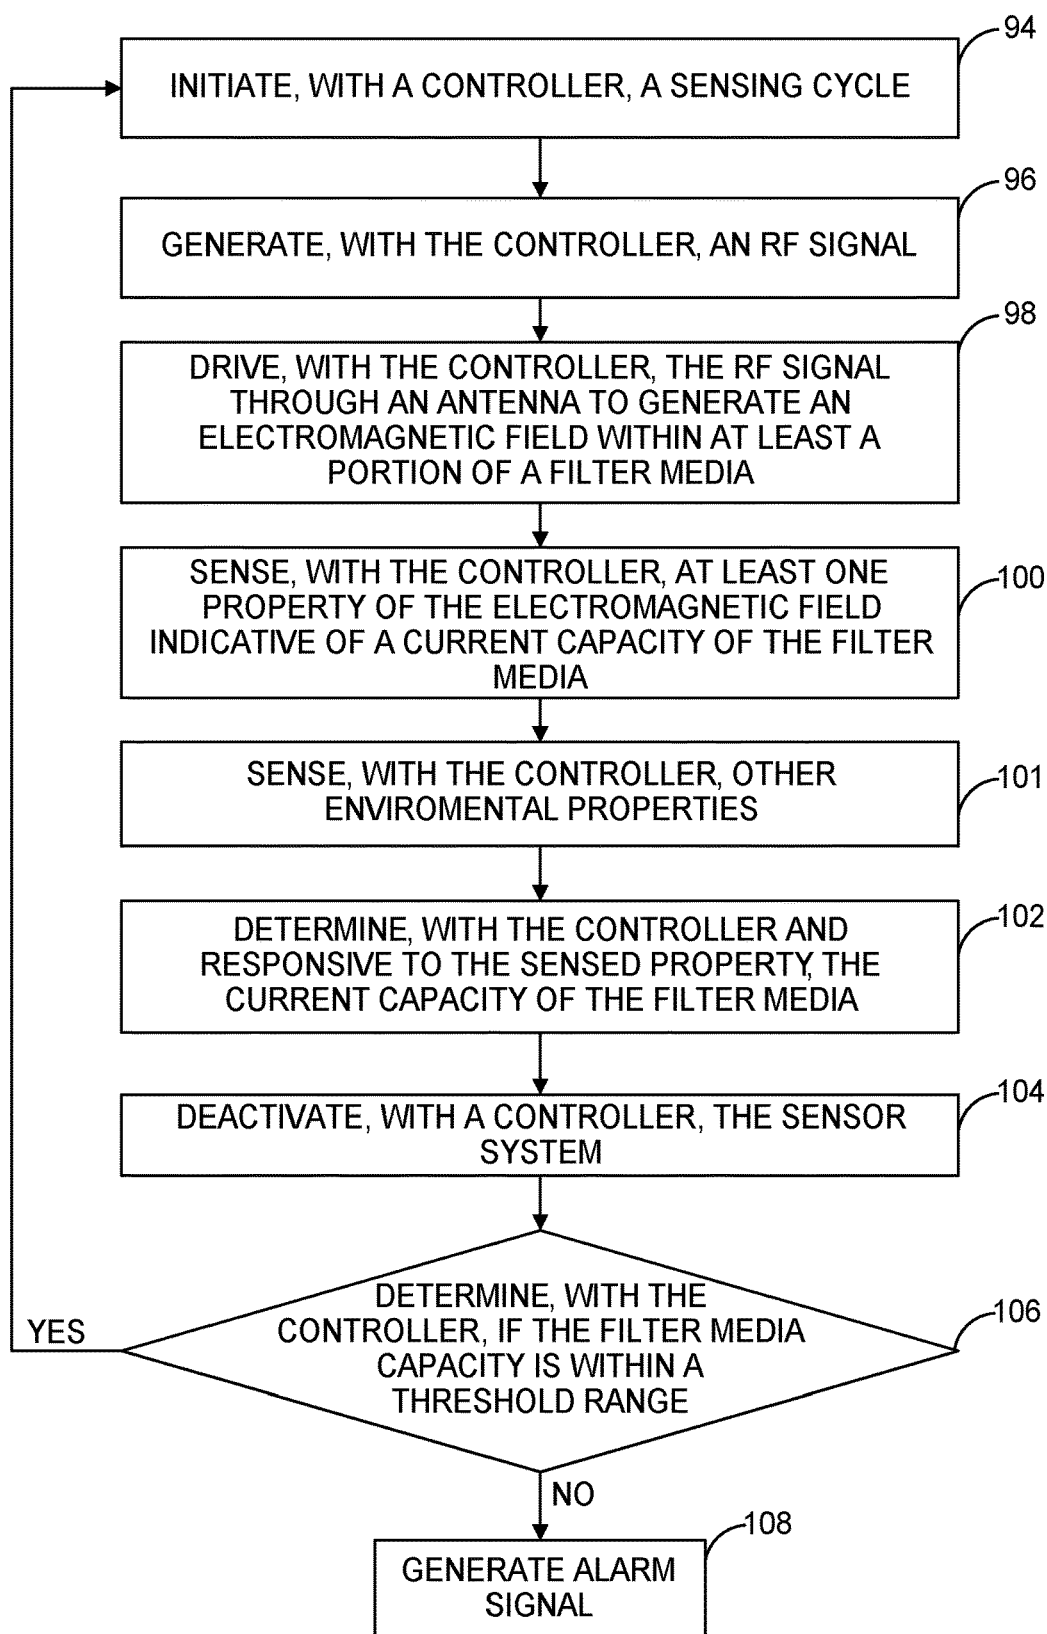 94
INITIATE, WITH A CONTROLLER, A SENSING CYCLE
96
GENERATE, WITH THE CONTROLLER, AN RF SIGNAL
98
DRIVE, WITH THE CONTROLLER, THE RF SIGNAL
THROUGH AN ANTENNA TO GENERATE AN
ELECTROMAGNETIC FIELD WITHIN AT LEAST A
PORTION OF A FILTER MEDIA
SENSE, WITH THE CONTROLLER, AT LEAST ONE
100
PROPERTY OF THE ELECTROMAGNETIC FIELD
INDICATIVE OF A CURRENT CAPACITY OF THE FILTER
MEDIA
SENSE, WITH THE CONTROLLER, OTHER
101
ENVIROMENTAL PROPERTIES
102
DETERMINE, WITH THE CONTROLLER AND
RESPONSIVE TO THE SENSED PROPERTY, THE
CURRENT CAPACITY OF THE FILTER MEDIA
104
DEACTIVATE, WITH A CONTROLLER, THE SENSOR
SYSTEM
DETERMINE, WITH THE
CONTROLLER, IF THE FILTER MEDIA
CAPACITY IS WITHIN A
THRESHOLD RANGE
106
YES
NO
108
GENERATE ALARM
SIGNAL